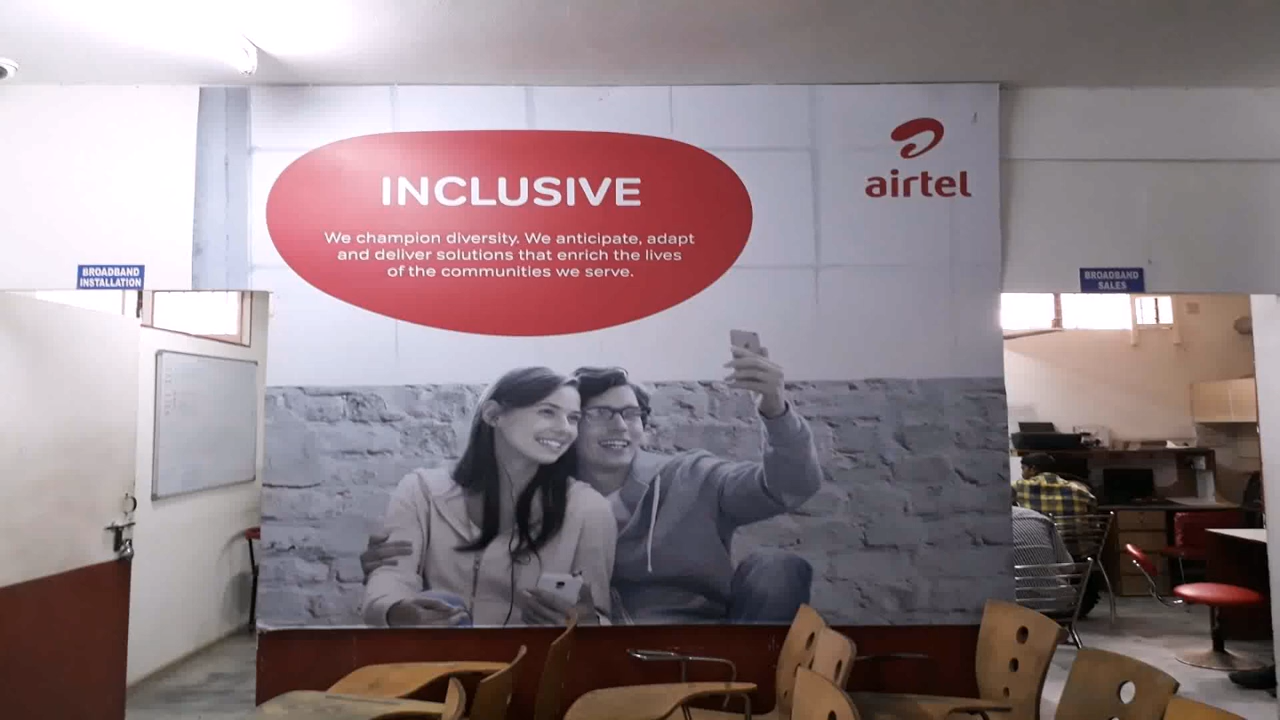 INCLUSIVE
We champion diversity. We anticipate, adapt
and deliver solutions that enrich the lives
of the communities we serve.
airtel
BROADBAND
INSTALLATION
BROADBAND
SALES